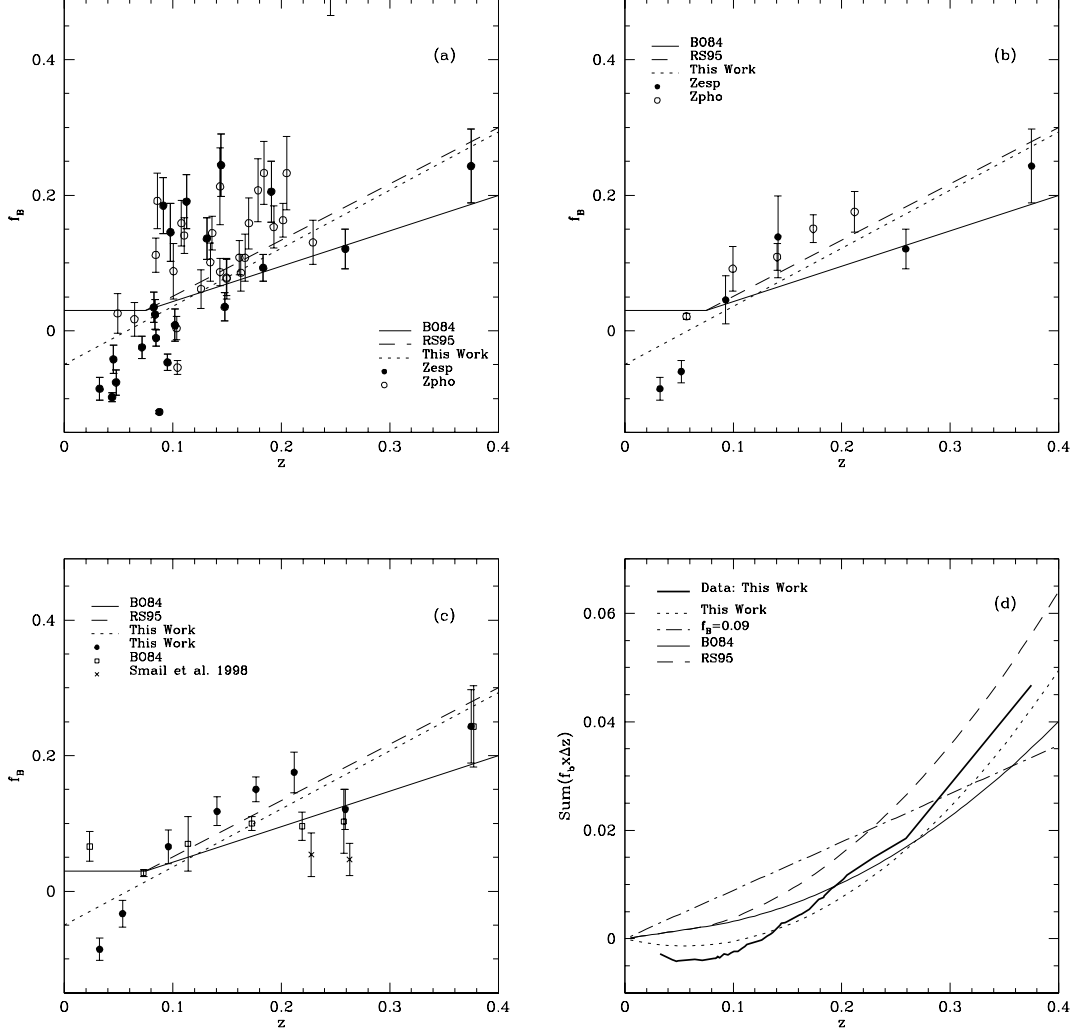 (a)
f_B
0.4
0.2
0
BO84
RS95
This Work
Zesp
Zpho
0 0.1 0.2 0.3 0.4
z
(b)
BO84
RS95
This Work
Zesp
Zpho
f_B
0.4
0.2
0
0 0.1 0.2 0.3 0.4
z
(c)
BO84
RS95
This Work
This Work
BO84
Smail et al. 1998
f_B
0.4
0.2
0
0 0.1 0.2 0.3 0.4
z
(d)
Data: This Work
This Work
f_B=0.09
BO84
RS95
Sum(f_b x Δz)
0.06
0.04
0.02
0
0 0.1 0.2 0.3 0.4
z